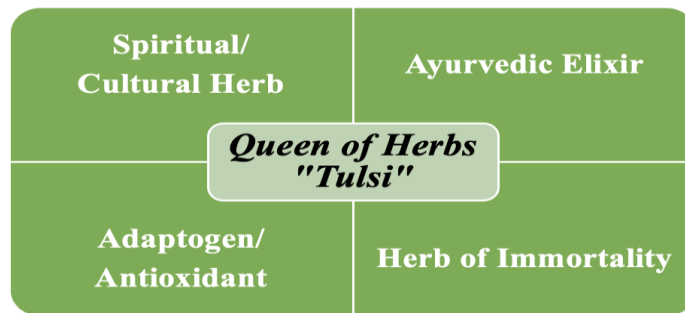 Spiritual/
Cultural Herb
Ayurvedic Elixir
Queen of Herbs
"Tulsi"
Adaptogen/
Antioxidant
Herb of Immortality